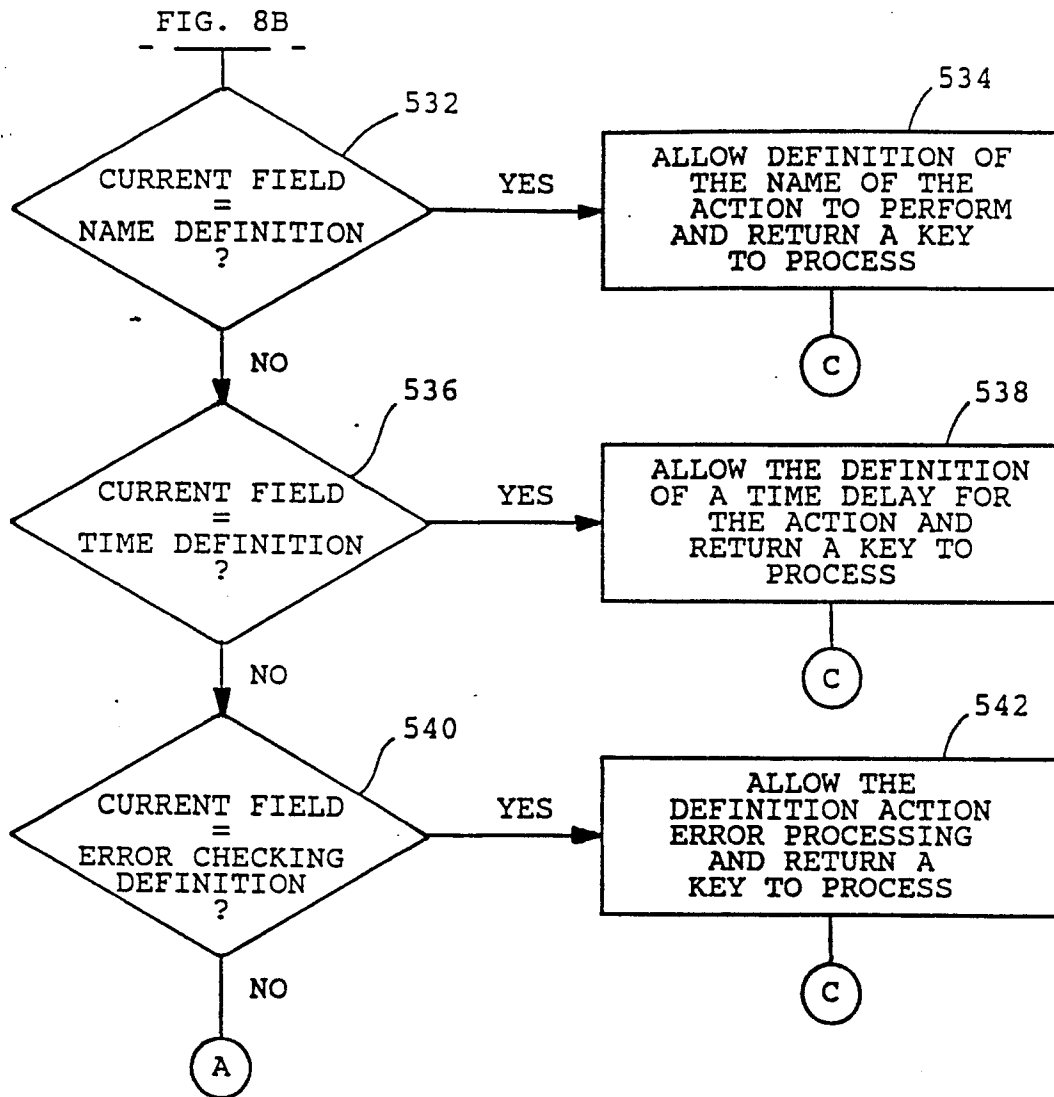 FIG. 8B
532
CURRENT FIELD
=
NAME DEFINITION
?
YES
534
ALLOW DEFINITION OF
THE NAME OF THE
ACTION TO PERFORM
AND RETURN A KEY
TO PROCESS
C
NO
536
CURRENT FIELD
=
TIME DEFINITION
?
YES
538
ALLOW THE DEFINITION
OF A TIME DELAY FOR
THE ACTION AND
RETURN A KEY TO
PROCESS
C
NO
540
CURRENT FIELD
=
ERROR CHECKING
DEFINITION
?
YES
542
ALLOW THE
DEFINITION ACTION
ERROR PROCESSING
AND RETURN A
KEY TO PROCESS
C
NO
A